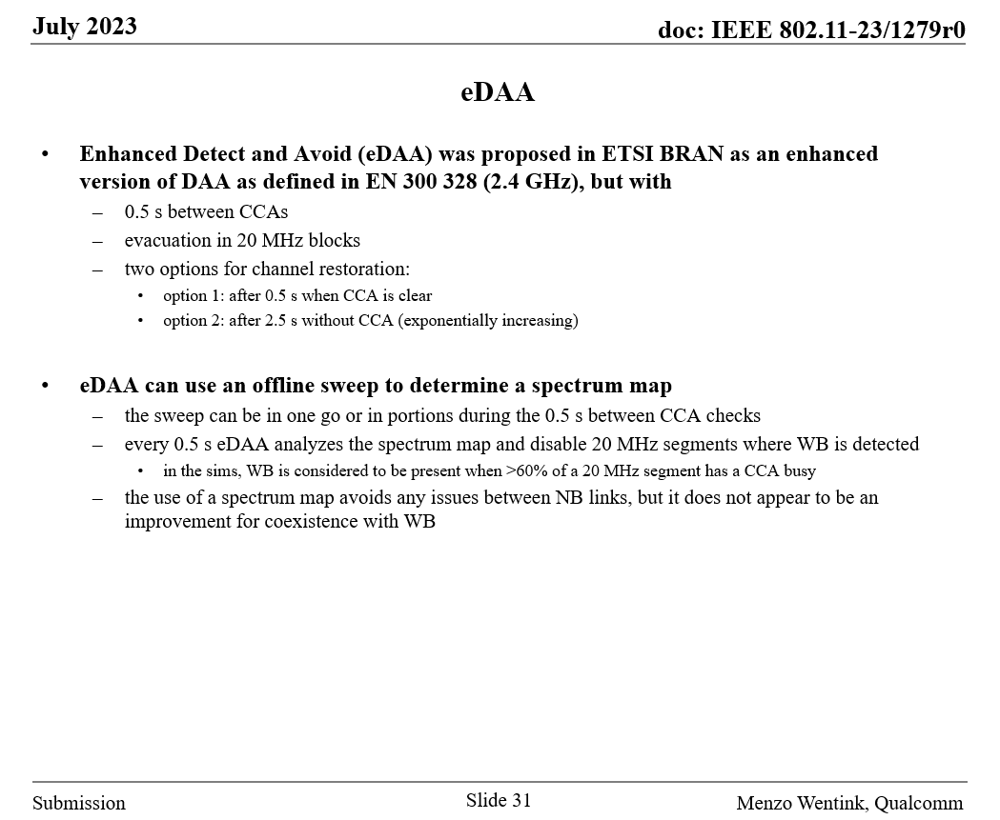 July 2023
doc: IEEE 802.11-23/1279r0
eDAA
• Enhanced Detect and Avoid (eDAA) was proposed in ETSI BRAN as an enhanced
version of DAA as defined in EN 300 328 (2.4 GHz), but with
– 0.5 s between CCAs
– evacuation in 20 MHz blocks
– two options for channel restoration:
• option 1: after 0.5 s when CCA is clear
• option 2: after 2.5 s without CCA (exponentially increasing)
• eDAA can use an offline sweep to determine a spectrum map
– the sweep can be in one go or in portions during the 0.5 s between CCA checks
– every 0.5 s eDAA analyzes the spectrum map and disable 20 MHz segments where WB is detected
• in the sims, WB is considered to be present when >60% of a 20 MHz segment has a CCA busy
– the use of a spectrum map avoids any issues between NB links, but it does not appear to be an
improvement for coexistence with WB
Submission
Slide 31
Menzo Wentink, Qualcomm